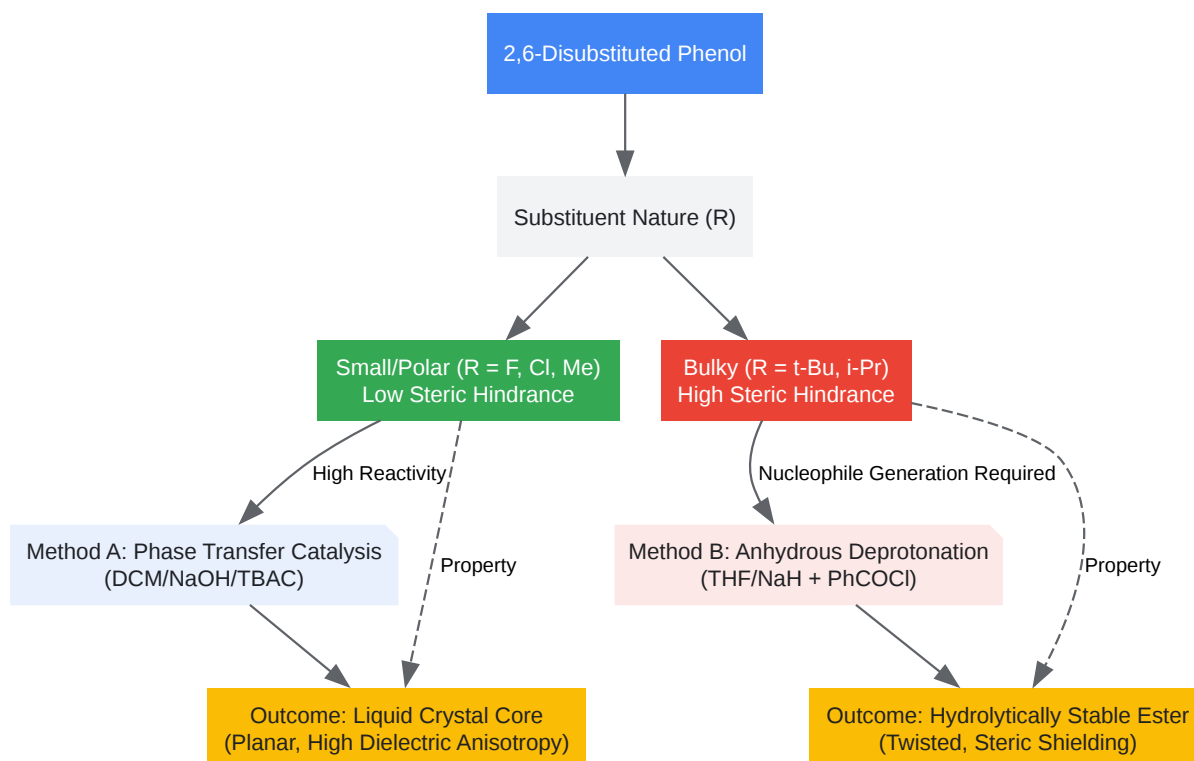 2,6-Disubstituted Phenol
Substituent Nature (R)
Small/Polar (R = F, Cl, Me)
Low Steric Hindrance
Bulky (R = t-Bu, i-Pr)
High Steric Hindrance
High Reactivity
Nucleophile Generation Required
Method A: Phase Transfer Catalysis
(DCM/NaOH/TBAC)
Property
Method B: Anhydrous Deprotonation
(THF/NaH + PhCOCl)
Property
Outcome: Liquid Crystal Core
(Planar, High Dielectric Anisotropy)
Outcome: Hydrolytically Stable Ester
(Twisted, Steric Shielding)